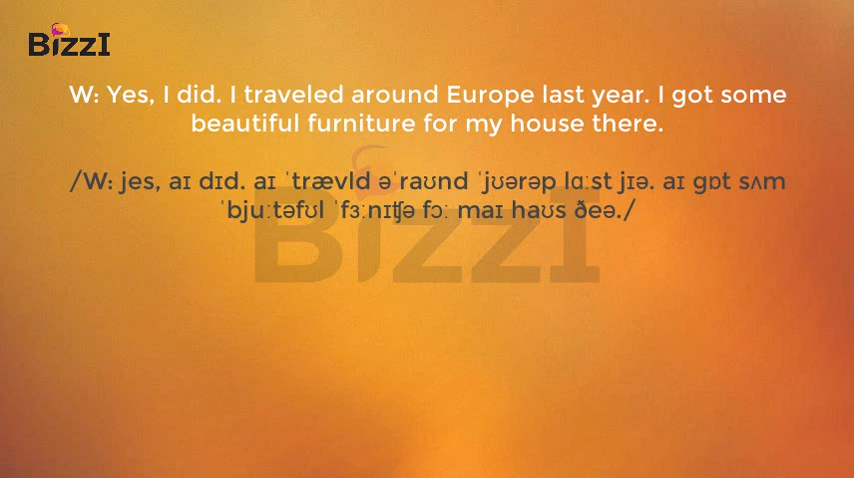 BizzI
W: Yes, I did. I traveled around Europe last year. I got some
beautiful furniture for my house there.
/W: jes, aɪ dɪd. aɪ ˈtrævld əˈraʊnd ˈjʊərəp lɑːst jɪə. aɪ gɒt sʌm
ˈbjuːtəfʊl ˈfɜːnɪʧə fɔː maɪ haʊs ðeə./
BizzI